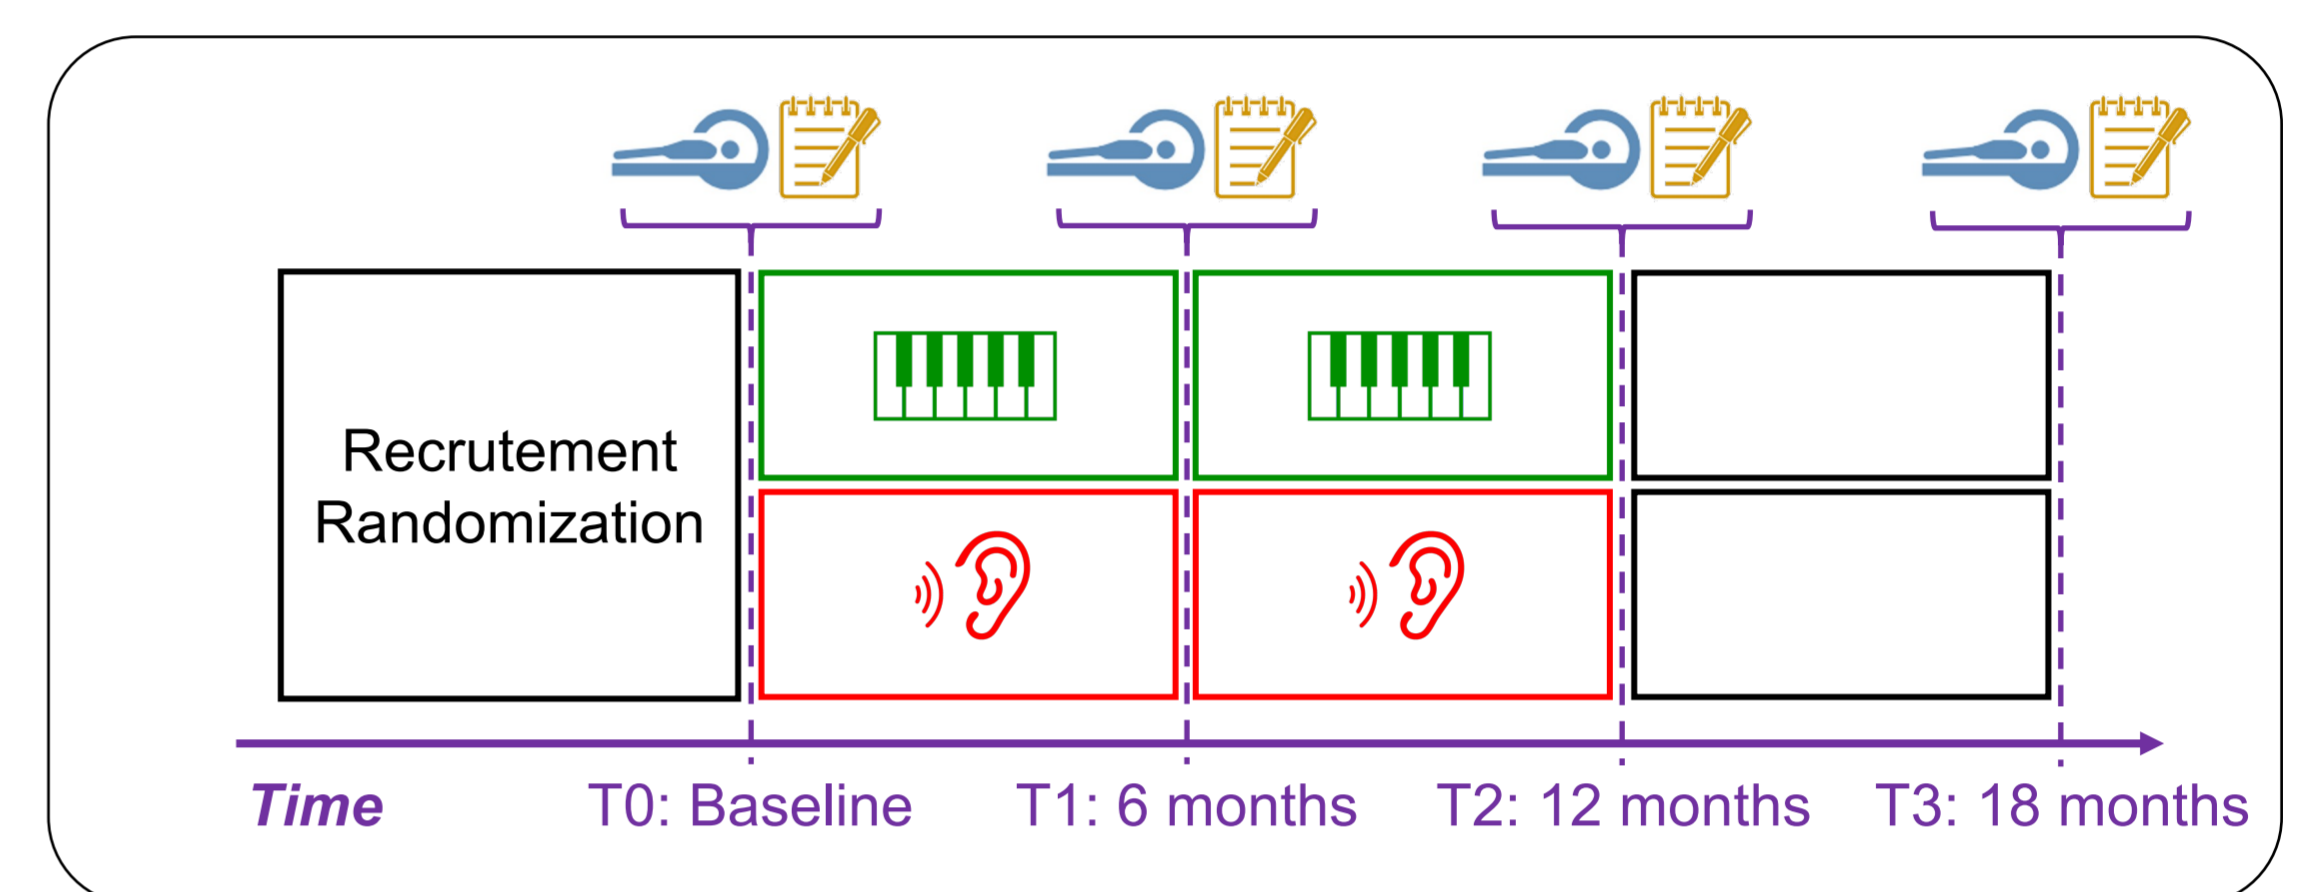 Recrutement
Randomization
Time
T0: Baseline
T1: 6 months
T2: 12 months
T3: 18 months